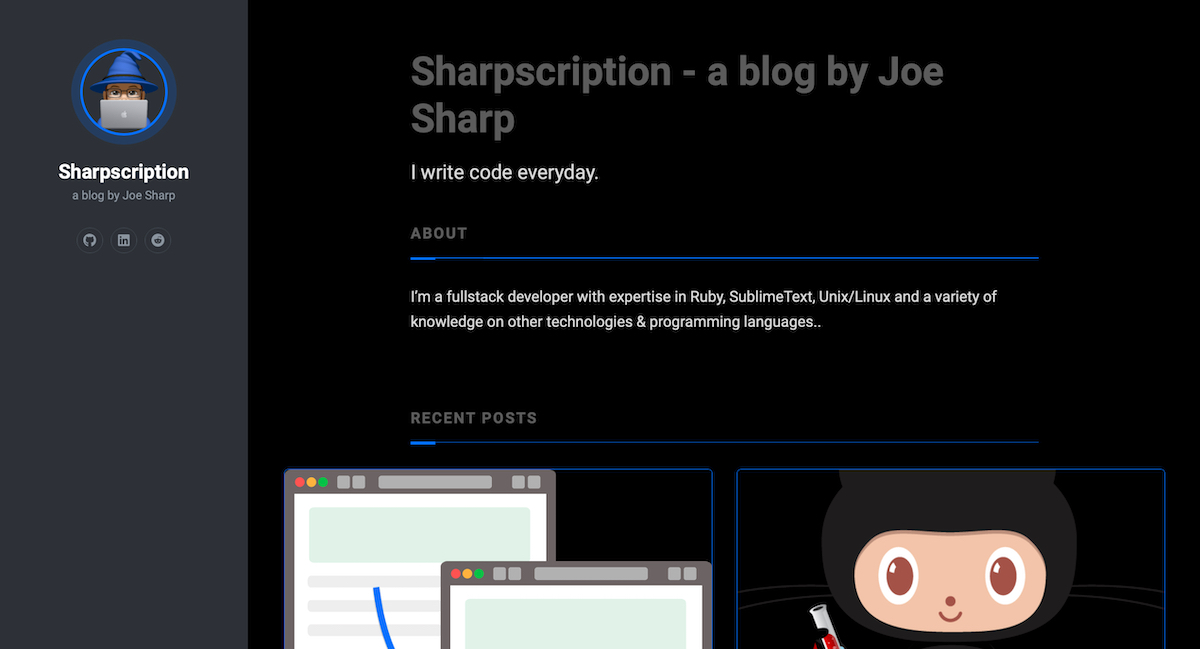 Sharpscription
a blog by Joe Sharp
Sharpscription - a blog by Joe
Sharp
I write code everyday.
ABOUT
I’m a fullstack developer with expertise in Ruby, SublimeText, Unix/Linux and a variety of
knowledge on other technologies & programming languages..
RECENT POSTS